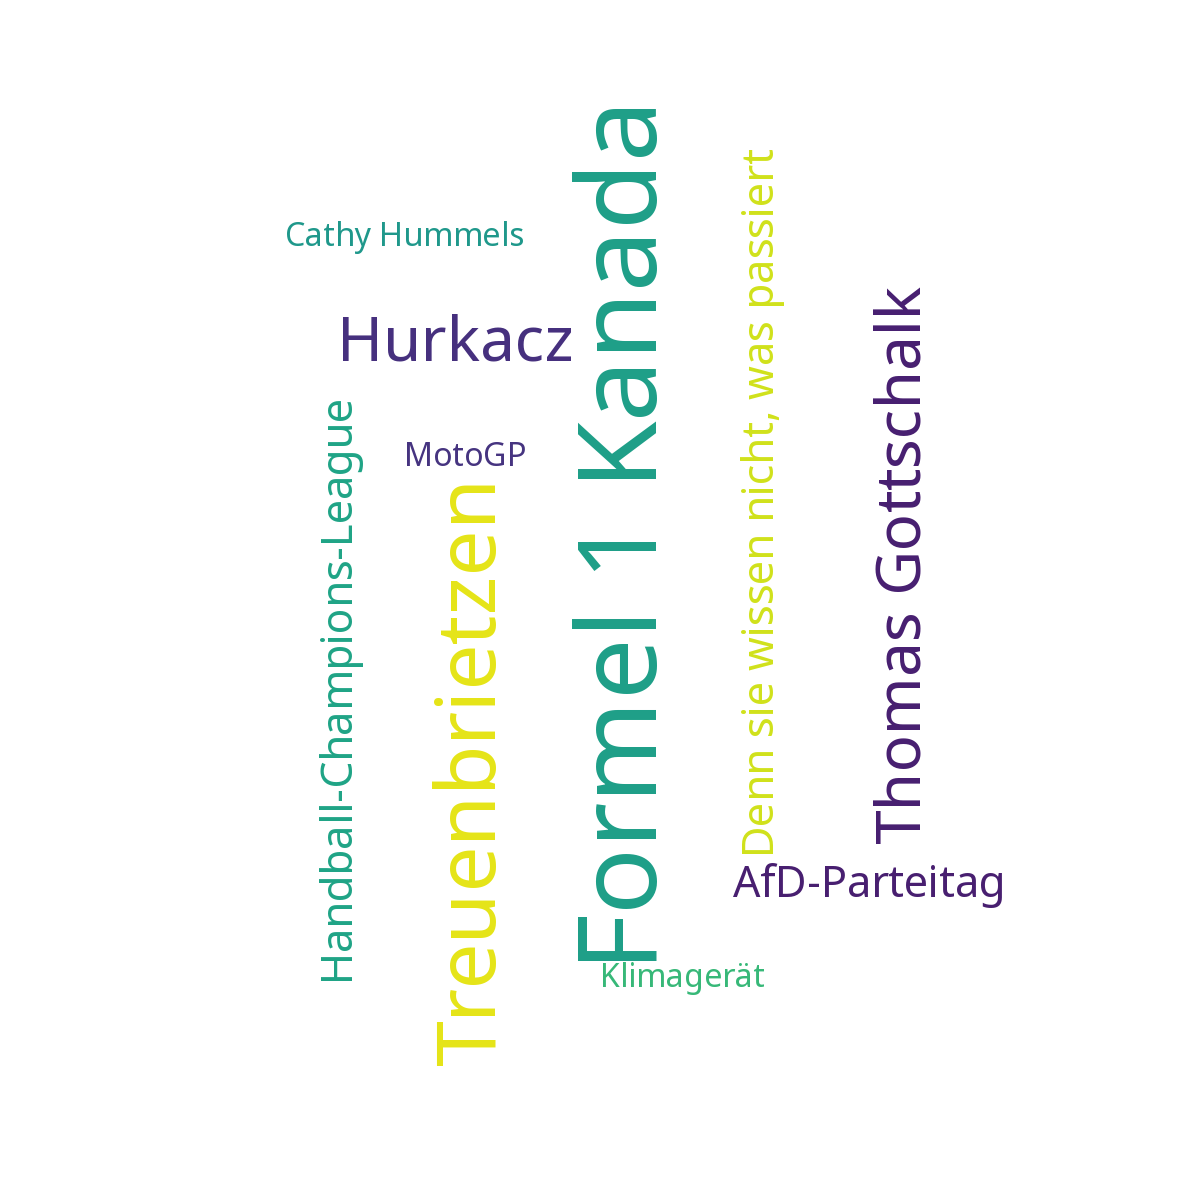 Cathy Hummels
Hurkacz
MotoGP
Handball-Champions-League
Treuenbrietzen
Formel 1 Kanada
Denn sie wissen nicht, was passiert
Thomas Gottschalk
AfD-Parteitag
Klimagerät